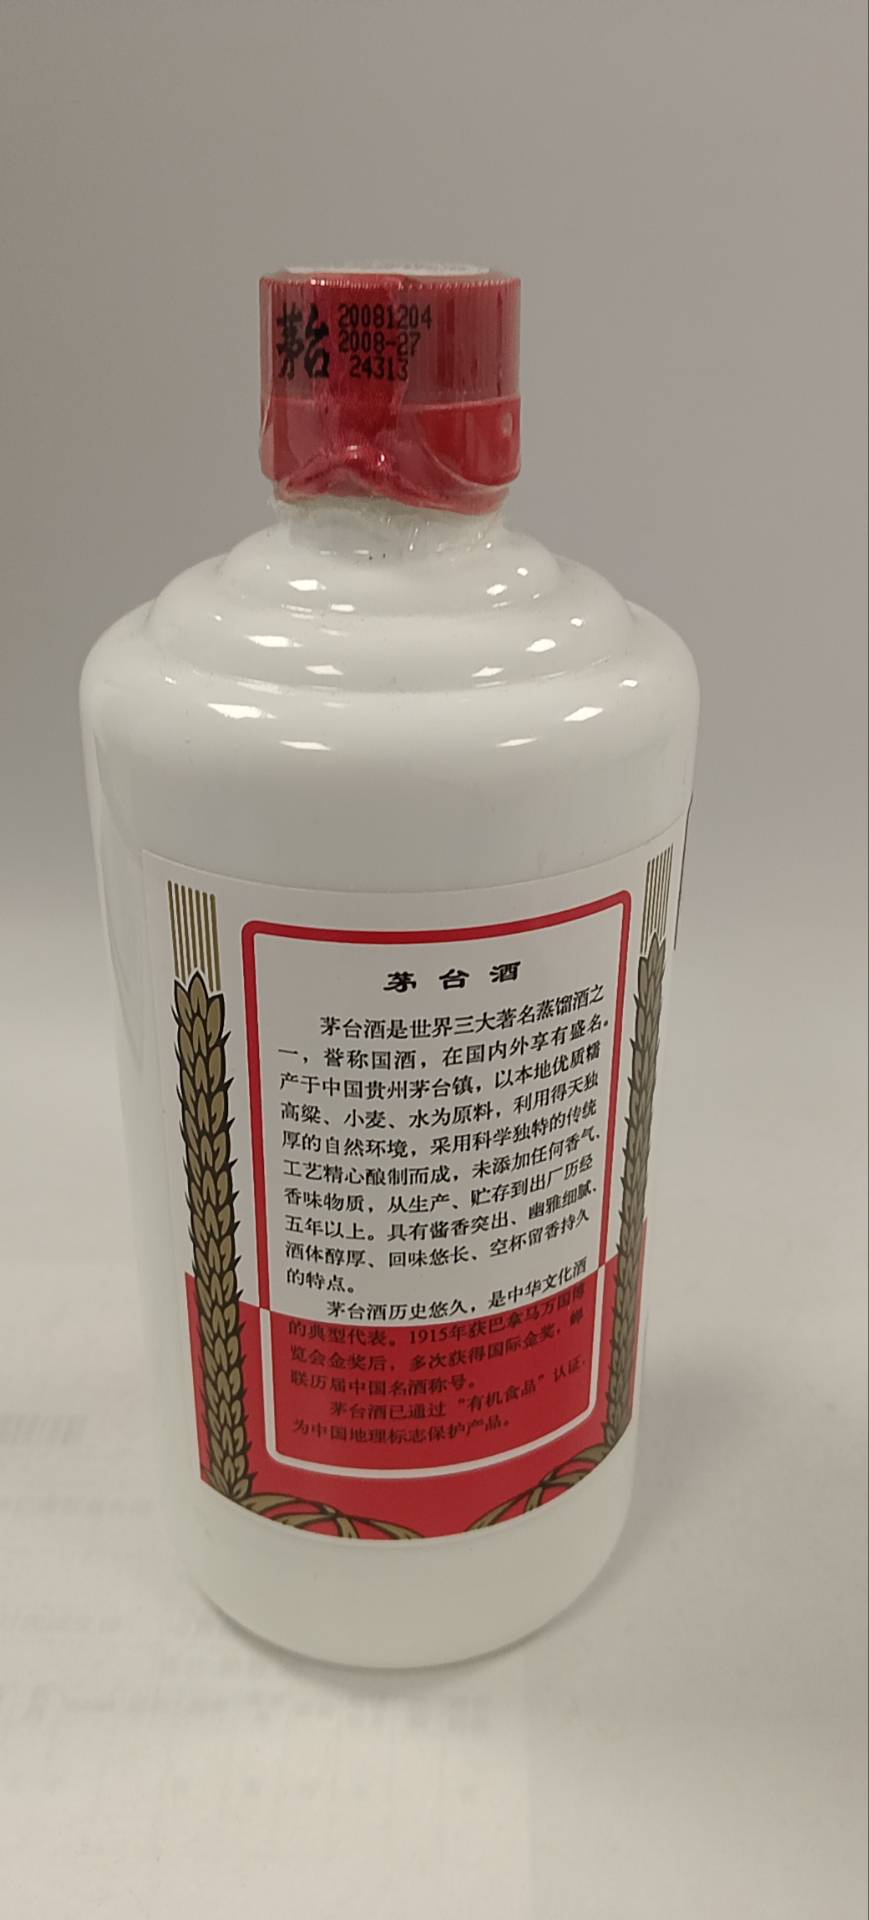 茅台
20081204
2008-27
24313
茅台酒
茅台酒是世界三大著名蒸馏酒之
一，誉称国酒，在国内外享有盛名。
产于中国贵州茅台镇，以本地优质糯
高粱、小麦、水为原料，利用得天独
厚的自然环境，采用科学独特的传统
工艺精心酿制而成，未添加任何香气、
香味物质，从生产、贮存到出厂历经
五年以上。具有酱香突出、幽雅细腻、
酒体醇厚、回味悠长、空杯留香持久
的特点。
茅台酒历史悠久，是中华文化酒
的典型代表。1915年获巴拿马万国博
览会金奖后，多次获得国际金奖，蝉
联历届中国名酒称号。
茅台酒已通过“有机食品”认证，
为中国地理标志保护产品。